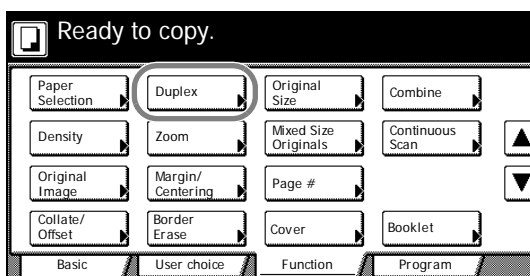 Ready to copy.
Paper Selection
Duplex
Original Size
Combine
Density
Zoom
Mixed Size Originals
Continuous Scan
Original Image
Margin/ Centering
Page #
Collate/ Offset
Border Erase
Cover
Booklet
Basic
User choice
Function
Program